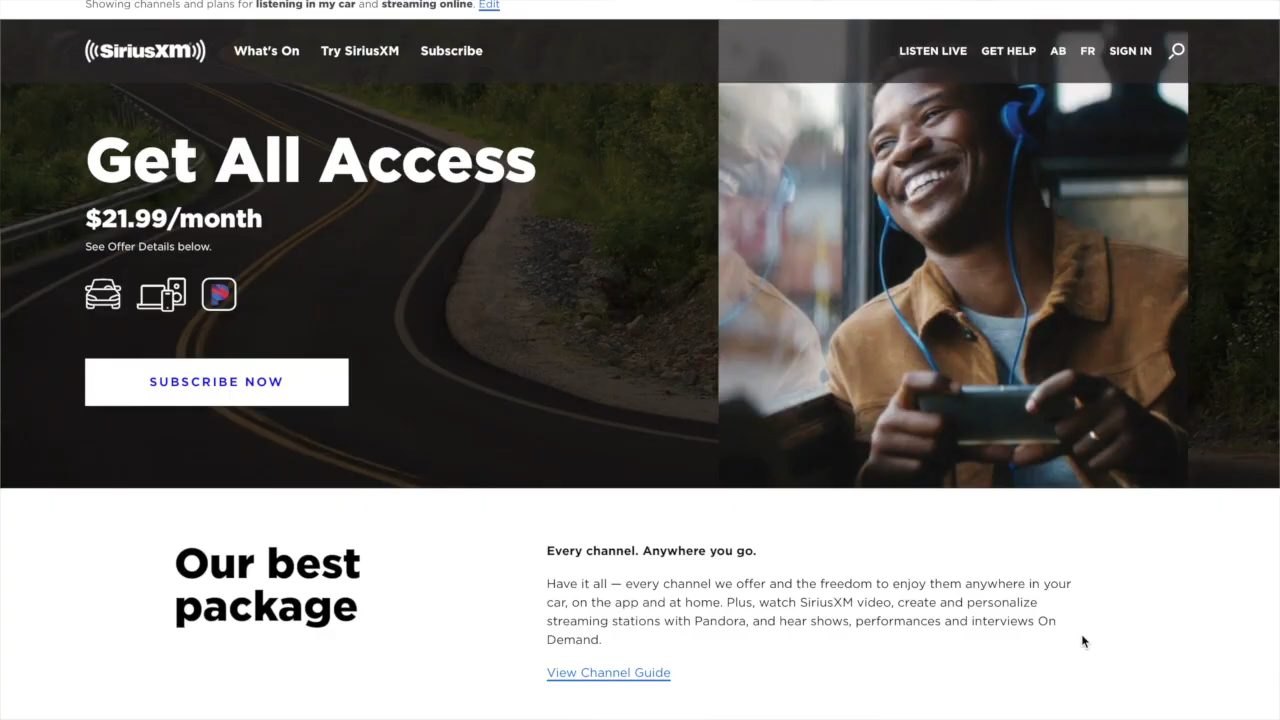 Showing channels and plans for listening in my car and streaming online. Edit
SiriusXM What's On Try SiriusXM Subscribe LISTEN LIVE GET HELP AB FR SIGN IN
Get All Access
$21.99/month
See Offer Details below.
SUBSCRIBE NOW
Our best
package
Every channel. Anywhere you go.
Have it all — every channel we offer and the freedom to enjoy them anywhere in your
car, on the app and at home. Plus, watch SiriusXM video, create and personalize
streaming stations with Pandora, and hear shows, performances and interviews On
Demand.
View Channel Guide